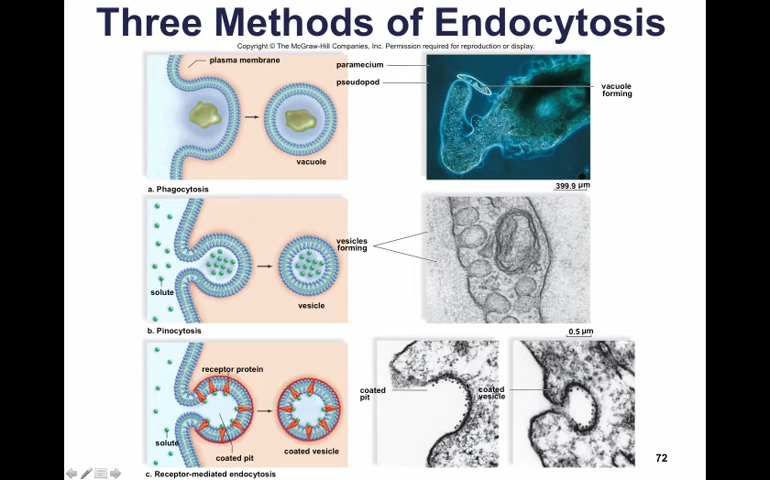 Three Methods of Endocytosis
Copyright © The McGraw-Hill Companies, Inc. Permission required for reproduction or display.
plasma membrane
vacuole
paramecium
pseudopod
vacuole
forming
399.9 µm
a. Phagocytosis
solute
vesicle
vesicles
forming
0.5 µm
b. Pinocytosis
receptor protein
solute
coated pit
coated vesicle
coated
pit
coated
vesicle
c. Receptor-mediated endocytosis
72